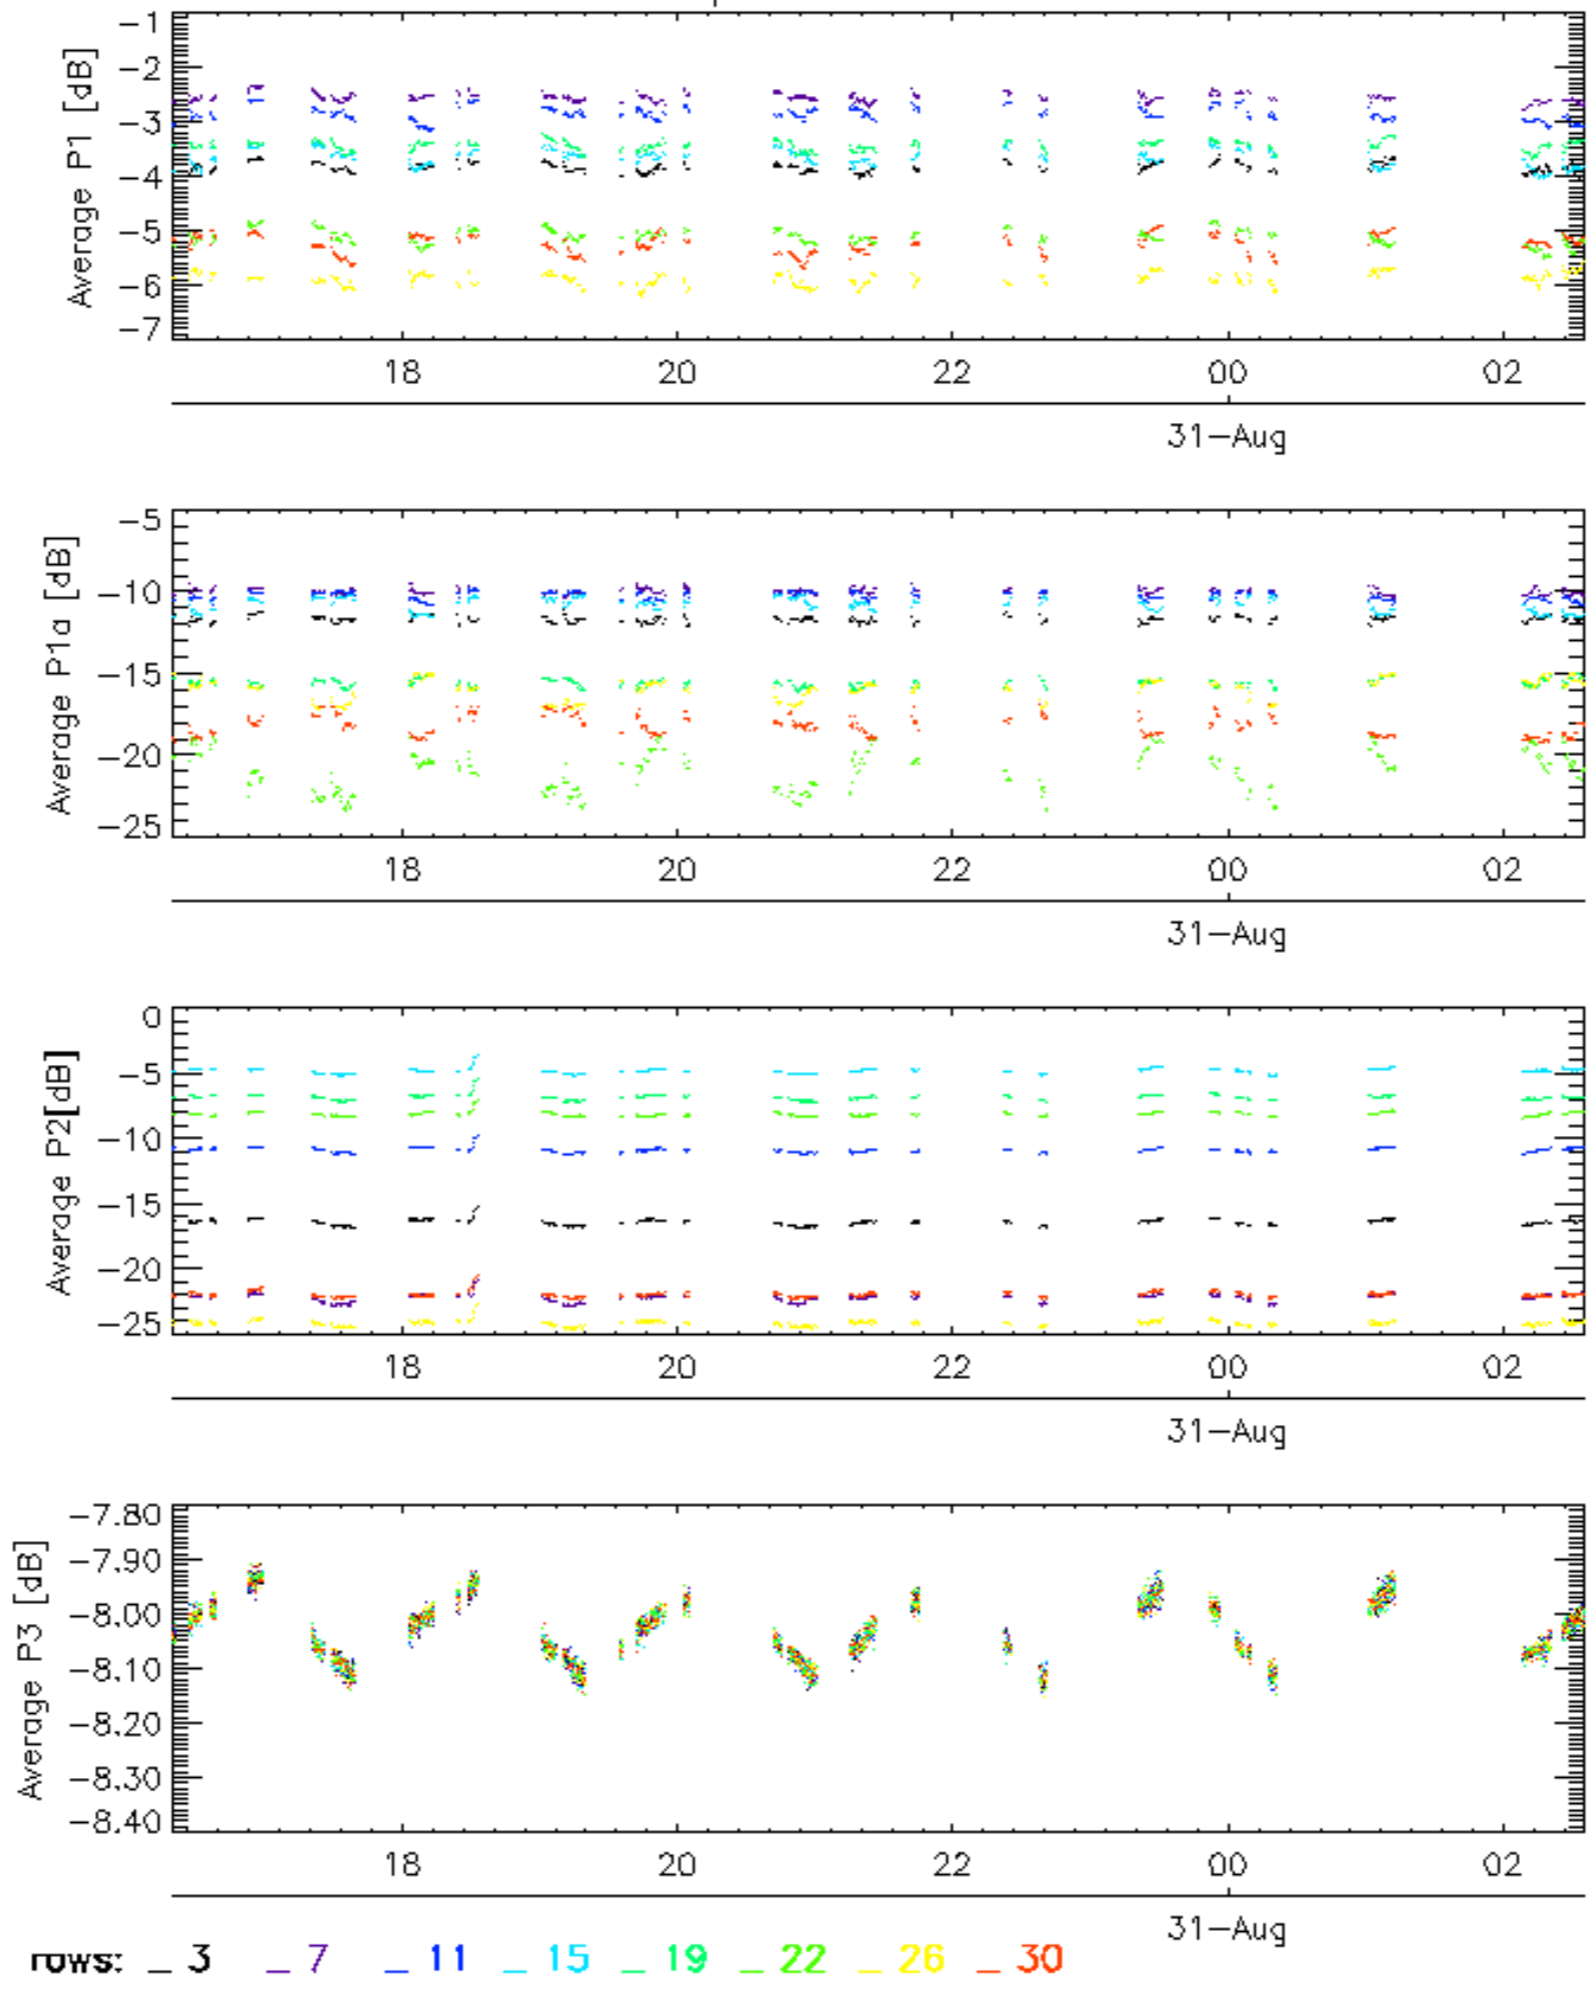 Average P1 [dB]
−1
−2
−3
−4
−5
−6
−7
18 20 22 00 02
31−Aug
Average P1a [dB]
−5
−10
−15
−20
−25
18 20 22 00 02
31−Aug
Average P2[dB]
0
−5
−10
−15
−20
−25
18 20 22 00 02
31−Aug
Average P3 [dB]
−7.80
−7.90
−8.00
−8.10
−8.20
−8.30
−8.40
18 20 22 00 02
31−Aug
rows: _ 3 _ 7 _ 11 _ 15 _ 19 _ 22 _ 26 _ 30